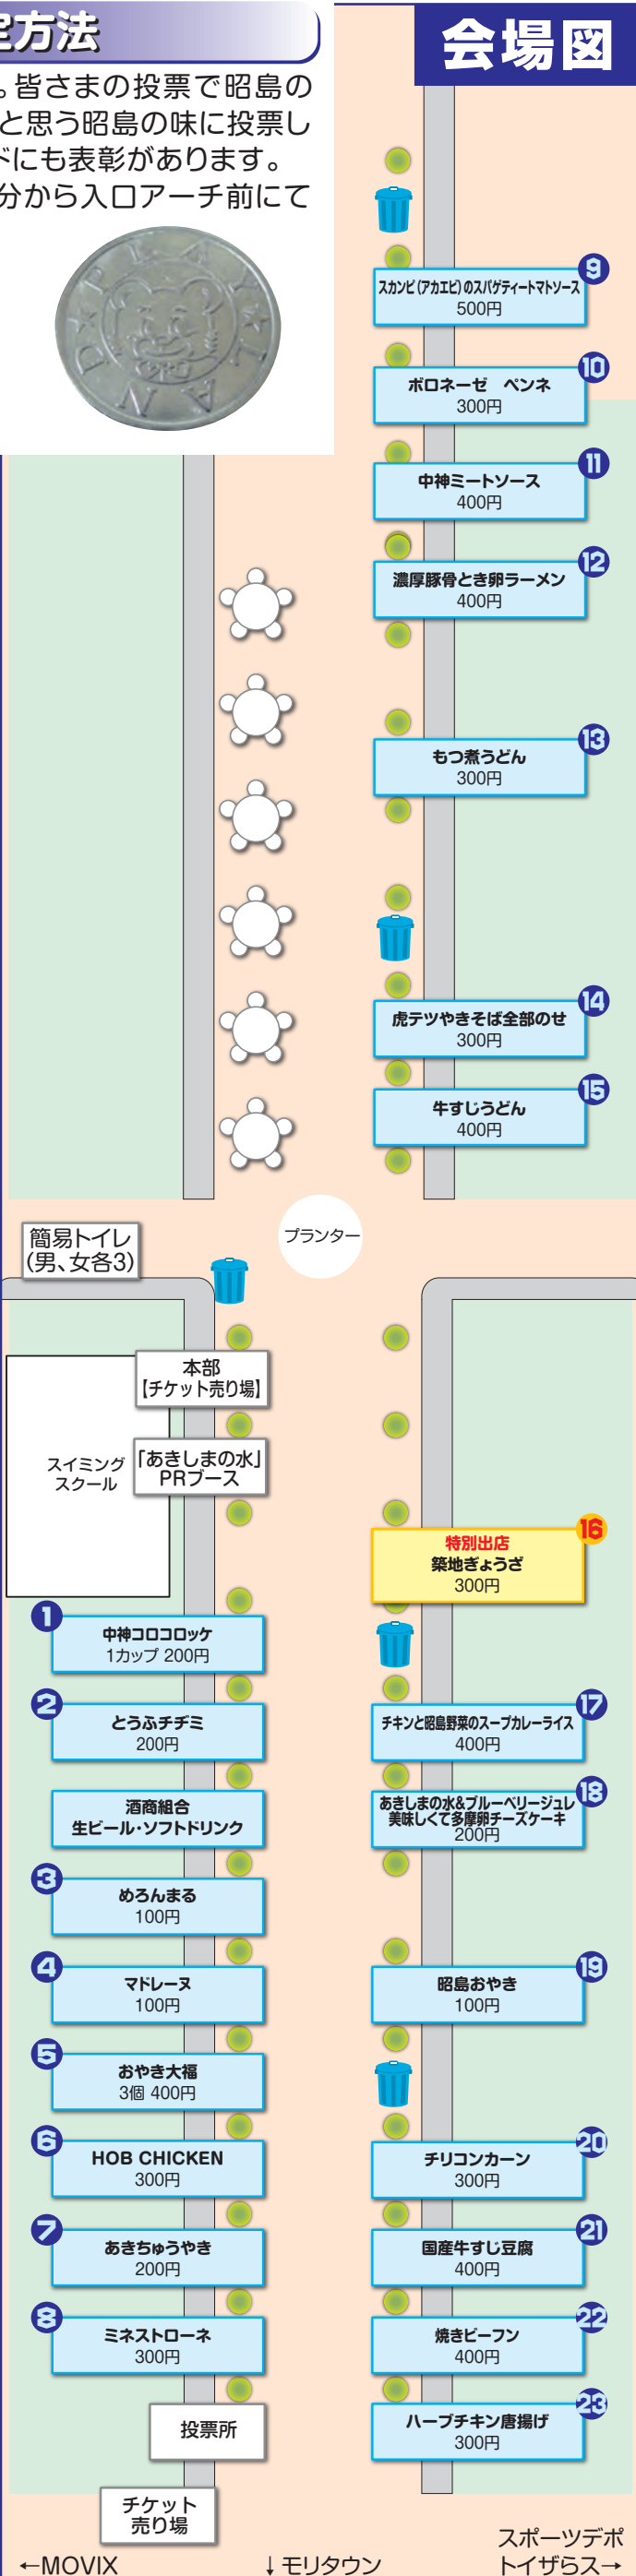 定方法
。皆さまの投票で昭島の
と思う昭島の味に投票し
ドにも表彰があります。
分から入口アーチ前にて
PLAY★LAND★
会場図
9
スカンピ(アカエビ)のスパゲティートマトソース
500円
10
ボロネーゼ ペンネ
300円
11
中神ミートソース
400円
12
濃厚豚骨とき卵ラーメン
400円
13
もつ煮うどん
300円
14
虎テツやきそば全部のせ
300円
15
牛すじうどん
400円
プランター
簡易トイレ
(男、女各3)
本部
【チケット売り場】
「あきしまの水」
PRブース
スイミング
スクール
16
特別出店
築地ぎょうざ
300円
1
中神コロコロッケ
1カップ 200円
2
とうふチヂミ
200円
酒商組合
生ビール・ソフトドリンク
3
めろんまる
100円
4
マドレーヌ
100円
5
おやき大福
3個 400円
6
HOB CHICKEN
300円
7
あきちゅうやき
200円
8
ミネストローネ
300円
17
チキンと昭島野菜のスープカレーライス
400円
18
あきしまの水&ブルーベリージュレ
美味しくて多摩卵チーズケーキ
200円
19
昭島おやき
100円
20
チリコンカーン
300円
21
国産牛すじ豆腐
400円
22
焼きビーフン
400円
23
ハーブチキン唐揚げ
300円
投票所
チケット
売り場
←MOVIX
↓モリタウン
スポーツデポ
トイザらス→